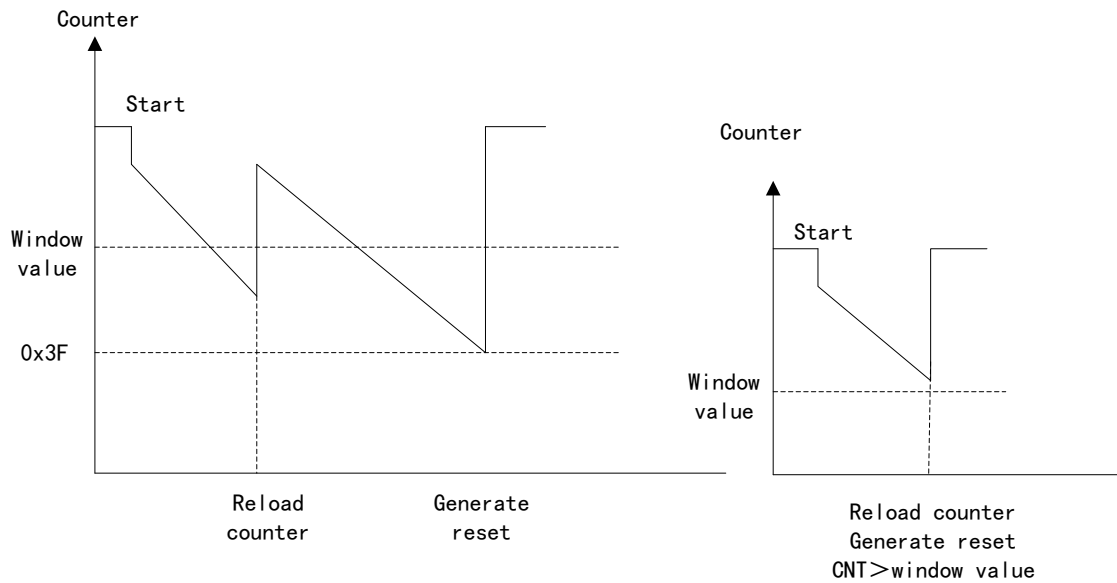 Counter
Start
Window
value
0x3F
Reload
counter
Generate
reset
Counter
Start
Window
value
Reload counter
Generate reset
CNT＞window value